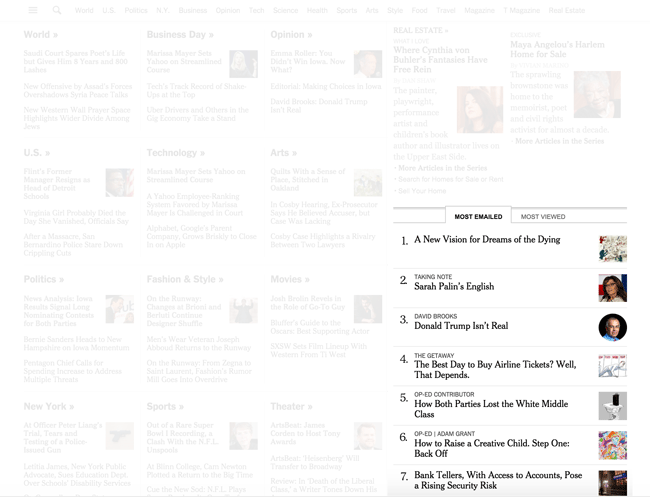 World U.S. Politics N.Y. Business Opinion Tech Science Health Sports Arts Style Food Travel Magazine T Magazine Real Estate
World »
Saudi Court Spares Poet's Life
but Gives Him 8 Years and 800
Lashes
New Offensive by Assad's Forces
Overshadows Syria Peace Talks
New Western Wall Prayer Space
Highlights Wider Divide Among
Jews
Business Day »
Marissa Mayer Sets
Yahoo on Streamlined
Course
Tech's Track Record of Shake-
Ups at the Top
Uber Drivers and Others in the
Gig Economy Take a Stand
Opinion »
Emma Roller: You
Didn't Win Iowa. Now
What?
Editorial: Making Choices in Iowa
David Brooks: Donald Trump
Isn't Real
REAL ESTATE »
WHAT I LOVE
Where Cynthia von
Buhler's Fantasies Have
Free Rein
The painter,
playwright,
performance
artist and
children's book
author and illustrator lives on
the Upper East Side.
• More Articles in the Series
• Search for Homes for Sale or Rent
• Sell Your Home
EXCLUSIVE
Maya Angelou's Harlem
Home for Sale
The sprawling
brownstone was
home to the
memoirist, poet
and civil rights
activist for almost a decade.
• More Articles in the Series
U.S. »
Flint's Former
Manager Resigns as
Head of Detroit
Schools
Virginia Girl Probably Died the
Day She Vanished, Officials Say
After a Massacre, San
Bernardino Police Stare Down
Crippling Cuts
Technology »
Marissa Mayer Sets Yahoo on
Streamlined Course
A Yahoo Employee-Ranking
System Favored by Marissa
Mayer Is Challenged in Court
Alphabet, Google's Parent
Company, Grows Briskly to Close
In on Apple
Arts »
Quilts With a Sense of
Place, Stitched in
Oakland
In Cosby Hearing, Ex-Prosecutor
Says He Believed Accuser, but
Case Was Lacking
Cosby Case Highlights a Rivalry
Between Two Lawyers
MOST EMAILED
MOST VIEWED
1. A New Vision for Dreams of the Dying
2. TAKING NOTE
Sarah Palin's English
3. DAVID BROOKS
Donald Trump Isn't Real
4. THE GETAWAY
The Best Day to Buy Airline Tickets? Well,
That Depends.
5. OP-ED CONTRIBUTOR
How Both Parties Lost the White Middle
Class
6. OP-ED | ADAM GRANT
How to Raise a Creative Child. Step One:
Back Off
7. Bank Tellers, With Access to Accounts, Pose
a Rising Security Risk
Politics »
News Analysis: Iowa
Results Signal Long
Nominating Contests
for Both Parties
Bernie Sanders Heads to New
Hampshire on Iowa Momentum
Pentagon Chief Calls for
Spending Increase to Address
Multiple Threats
Fashion & Style »
On the Runway:
Changes at Brioni and
Berluti Continue
Designer Shuffle
Men's Wear Veteran Joseph
Abboud Returns to the Runway
On the Runway: From Zegna to
Saint Laurent, Fashion's Rumor
Mill Goes Into Overdrive
Movies »
Josh Brolin Revels in
the Role of Go-To Guy
Bluffer's Guide to the
Oscars: Best Supporting Actor
SXSW Sets Film Lineup With
Western From Ti West
New York »
At Officer Peter Liang's
Trial, Tears and
Testimony of a Police-
Issued Gun
Letitia James, New York Public
Advocate, Sues Education Dept.
Over Schools' Disability Services
Sports »
Out of a Rare Super
Bowl I Recording, a
Clash With the N.F.L.
Unspools
At Blinn College, Cam Newton
Plotted a Return to the Big Time
Cue the New Sod: N.F.L. Plays
Theater »
ArtsBeat: James
Corden to Host Tony
Awards
ArtsBeat: 'Heisenberg' Will
Transfer to Broadway
Review: In 'Death of the Liberal
Class,' a Writer Times Down His